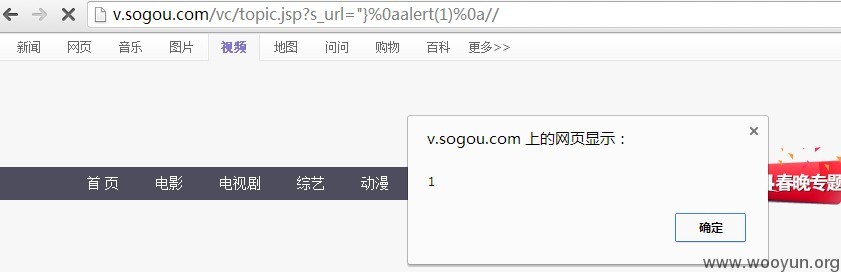 v.sogou.com/vc/topic.jsp?s_url="}%0aalert(1)%0a//
新闻 网页 音乐 图片 视频 地图 问问 购物 百科 更多>>
v.sogou.com 上的网页显示：
1
确定
首 页 电影 电视剧 综艺 动漫
春晚专题
www.wooyun.org